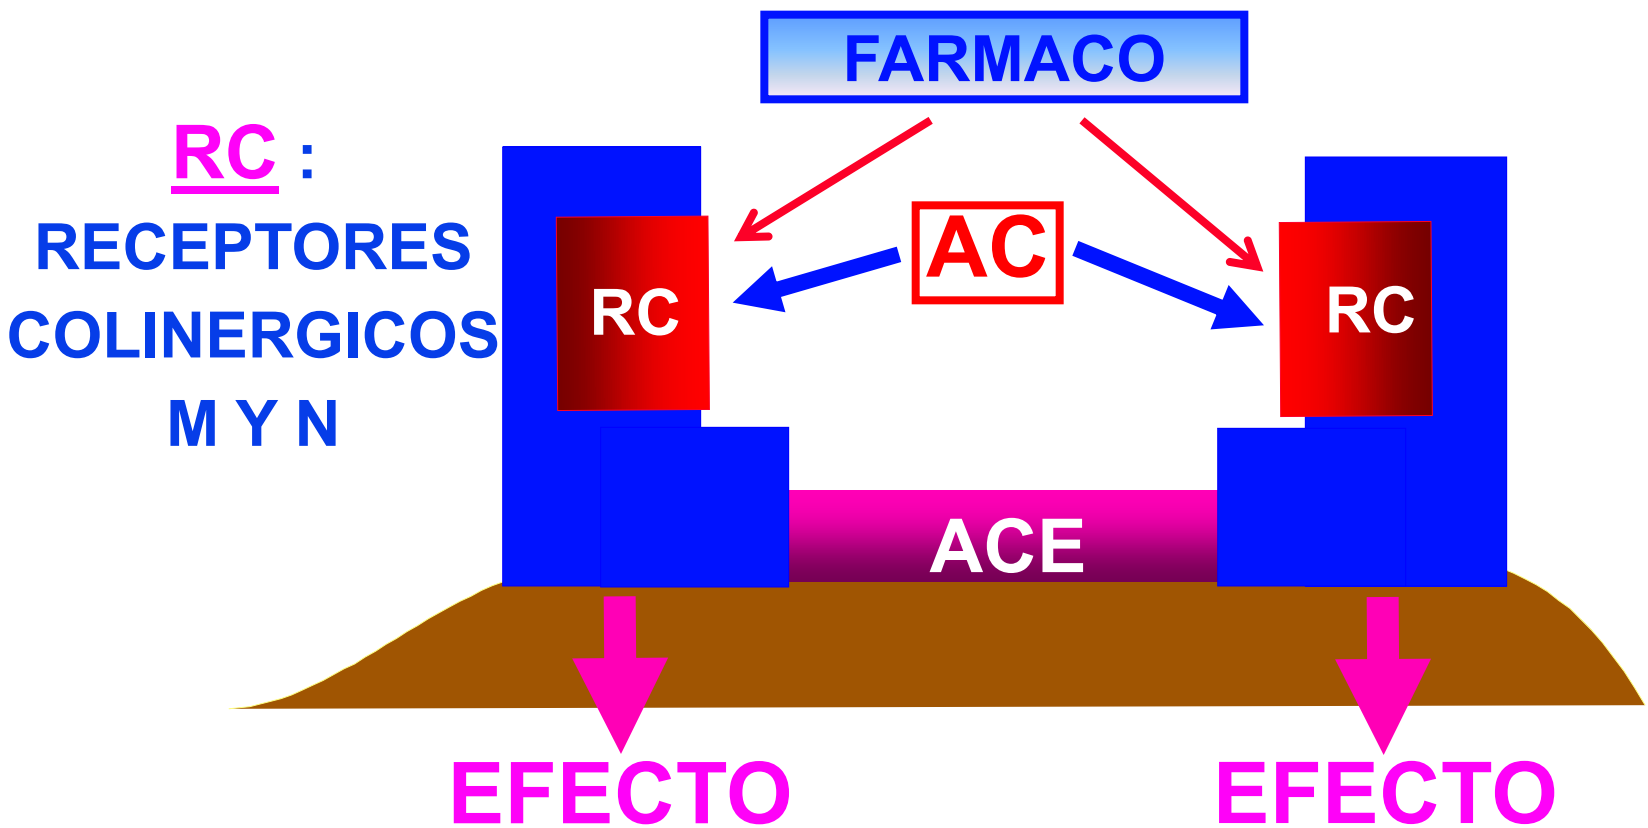 FARMACO
RC :
RECEPTORES
COLINERGICOS
M Y N
AC
RC
RC
ACE
EFECTO
EFECTO